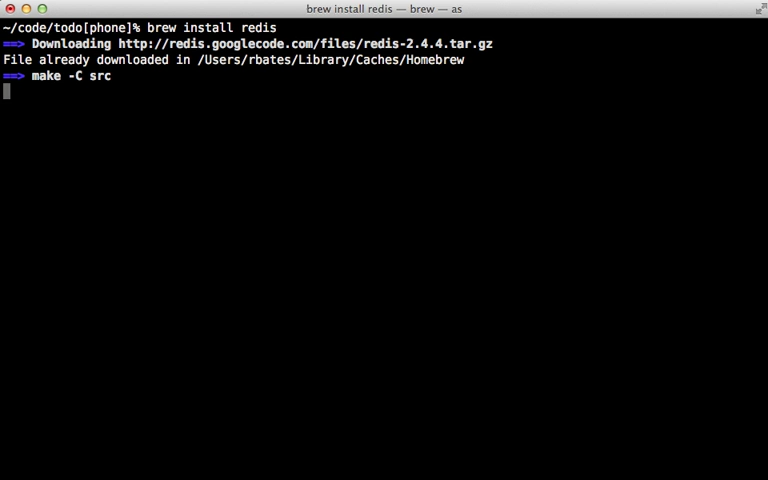 brew install redis — brew — as
~/code/todo[phone]% brew install redis
==> Downloading http://redis.googlecode.com/files/redis-2.4.4.tar.gz
File already downloaded in /Users/rbates/Library/Caches/Homebrew
==> make -C src